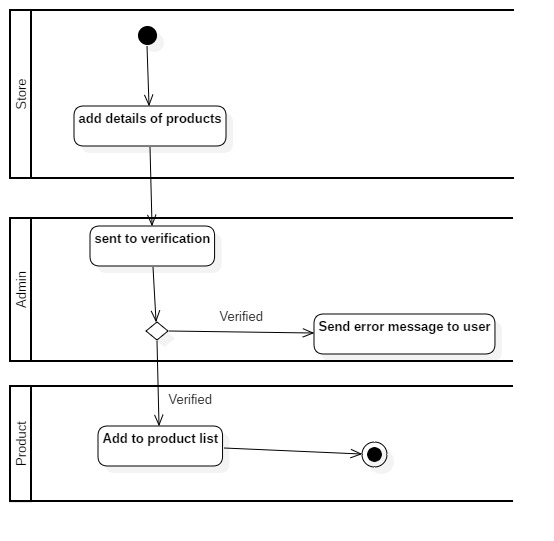 Store
add details of products
Admin
sent to verification
Verified
Send error message to user
Product
Verified
Add to product list